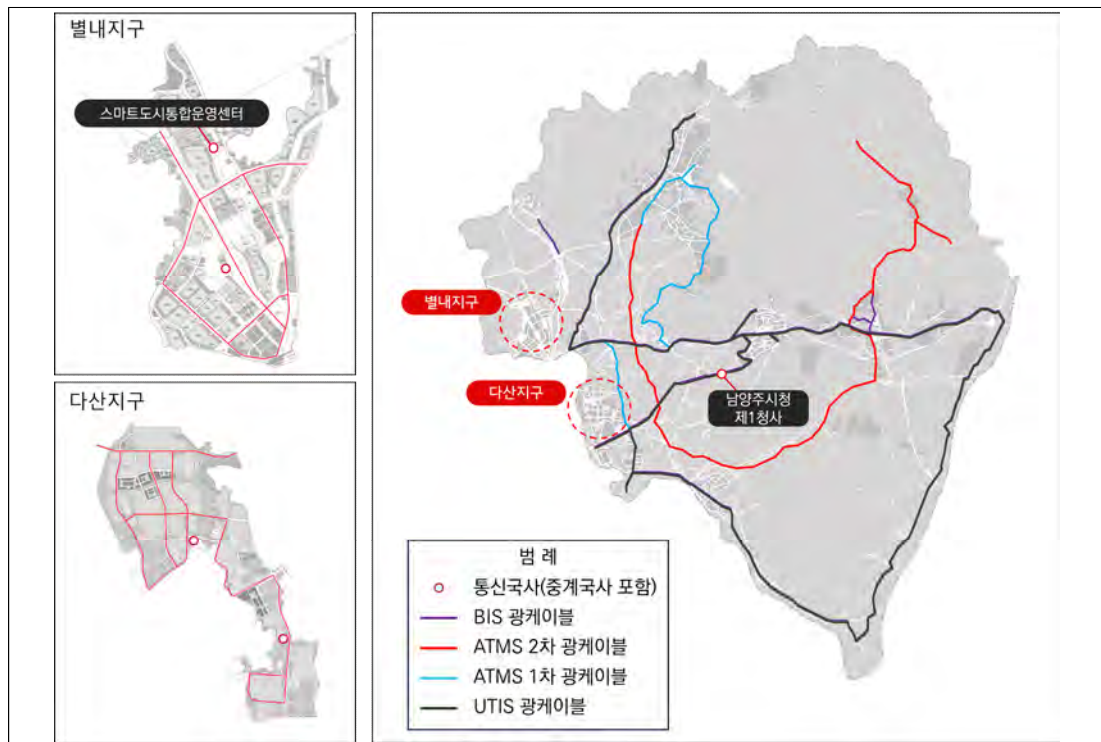 별내지구
스마트도시통합운영센터
다산지구
별내지구
다산지구
남양주시청
제1청사
범 례
통신국사(중계국사 포함)
BIS 광케이블
ATMS 2차 광케이블
ATMS 1차 광케이블
UTIS 광케이블